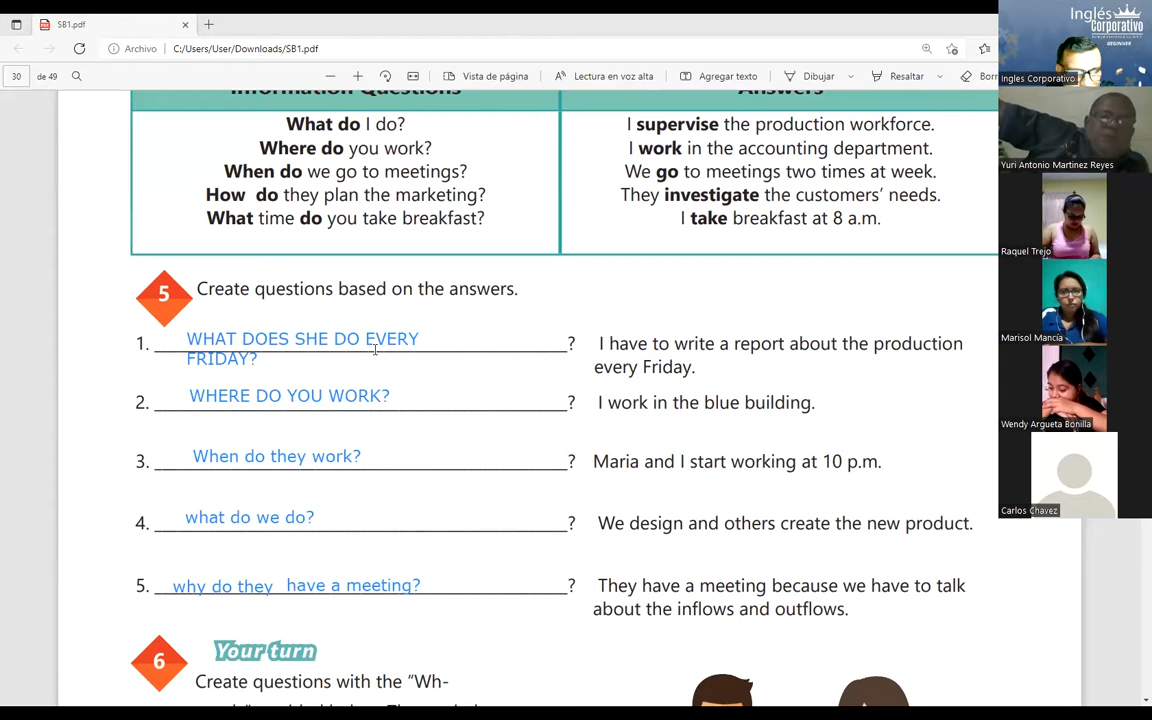 SB1.pdf
Archivo C:/Users/User/Downloads/SB1.pdf
30 de 49 Vista de página Lectura en voz alta Agregar texto Dibujar Resaltar Borr
Information Questions Answers
What do I do? I supervise the production workforce.
Where do you work? I work in the accounting department.
When do we go to meetings? We go to meetings two times at week.
How do they plan the marketing? They investigate the customers' needs.
What time do you take breakfast? I take breakfast at 8 a.m.
5 Create questions based on the answers.
1. WHAT DOES SHE DO EVERY ? I have to write a report about the production
FRIDAY? every Friday.
2. WHERE DO YOU WORK? ? I work in the blue building.
3. When do they work? ? Maria and I start working at 10 p.m.
4. what do we do? ? We design and others create the new product.
5. why do they have a meeting? ? They have a meeting because we have to talk
about the inflows and outflows.
6 Your turn
Create questions with the “Wh-
Inglés
Corporativo
BEGINNER
Ingles Corporativo
Yuri Antonio Martinez Reyes
Raquel Trejo
Marisol Mancía
Wendy Argueta Bonilla
Carlos Chavez